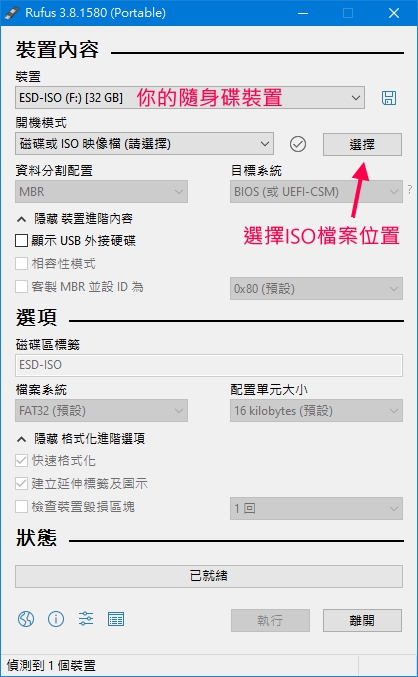 Rufus 3.8.1580 (Portable)
裝置內容
裝置
ESD-ISO (F:) [32 GB] 你的隨身碟裝置
開機模式
磁碟或 ISO 映像檔 (請選擇) 選擇
資料分割配置 目標系統
MBR BIOS (或 UEFI-CSM) ?
隱藏 裝置進階內容
選擇ISO檔案位置
顯示 USB 外接硬碟
相容性模式
客製 MBR 並設 ID 為 0x80 (預設)
選項
磁碟區標籤
ESD-ISO
檔案系統 配置單元大小
FAT32 (預設) 16 kilobytes (預設)
隱藏 格式化進階選項
快速格式化
建立延伸標籤及圖示
檢查裝置毀損區塊 1 回
狀態
已就緒
執行 離開
偵測到 1 個裝置